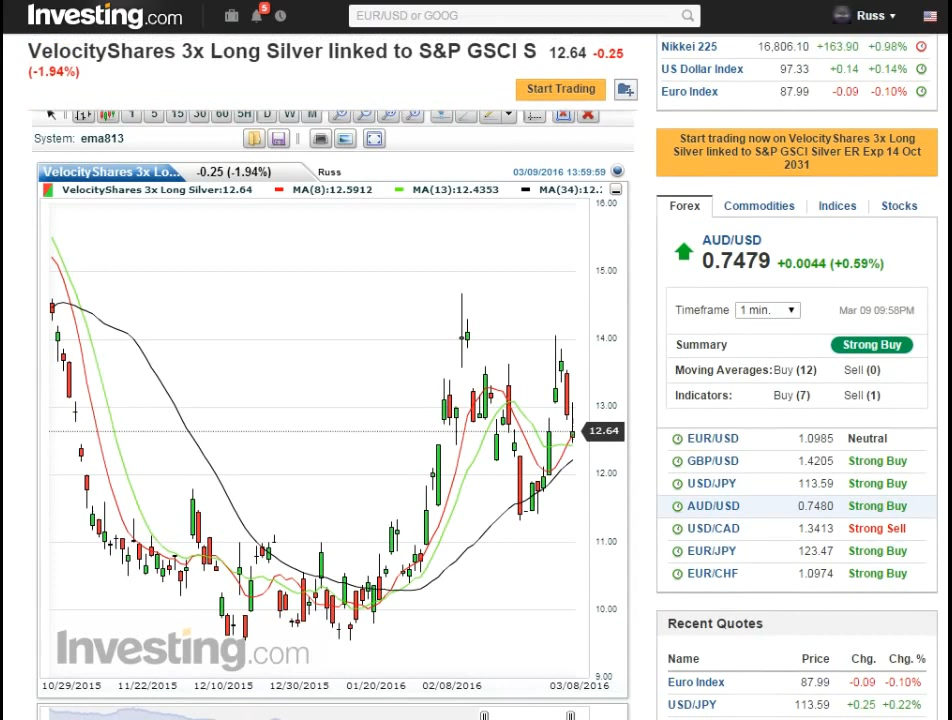 Investing.com
5
EUR/USD or GOOG
Russ
VelocityShares 3x Long Silver linked to S&P GSCI S 12.64 -0.25
(-1.94%)
Start Trading
1 5 15 30 60 5H D W M
System: ema813
VelocityShares 3x Lo... -0.25 (-1.94%) Russ 03/09/2016 13:59:59
VelocityShares 3x Long Silver:12.64 MA(8):12.5912 MA(13):12.4353 MA(34):12.
16.00
15.00
14.00
13.00
12.64
12.00
11.00
10.00
9.00
Investing.com
10/29/2015 11/22/2015 12/10/2015 12/30/2015 01/20/2016 02/08/2016 03/08/2016
Nikkei 225 16,806.10 +163.90 +0.98%
US Dollar Index 97.33 +0.14 +0.14%
Euro Index 87.99 -0.09 -0.10%
Start trading now on VelocityShares 3x Long
Silver linked to S&P GSCI Silver ER Exp 14 Oct
2031
Forex Commodities Indices Stocks
AUD/USD
0.7479 +0.0044 (+0.59%)
Timeframe 1 min. Mar 09 09:58PM
Summary Strong Buy
Moving Averages: Buy (12) Sell (0)
Indicators: Buy (7) Sell (1)
EUR/USD 1.0985 Neutral
GBP/USD 1.4205 Strong Buy
USD/JPY 113.59 Strong Buy
AUD/USD 0.7480 Strong Buy
USD/CAD 1.3413 Strong Sell
EUR/JPY 123.47 Strong Buy
EUR/CHF 1.0974 Strong Buy
Recent Quotes
Name Price Chg. Chg. %
Euro Index 87.99 -0.09 -0.10%
USD/JPY 113.59 +0.25 +0.22%